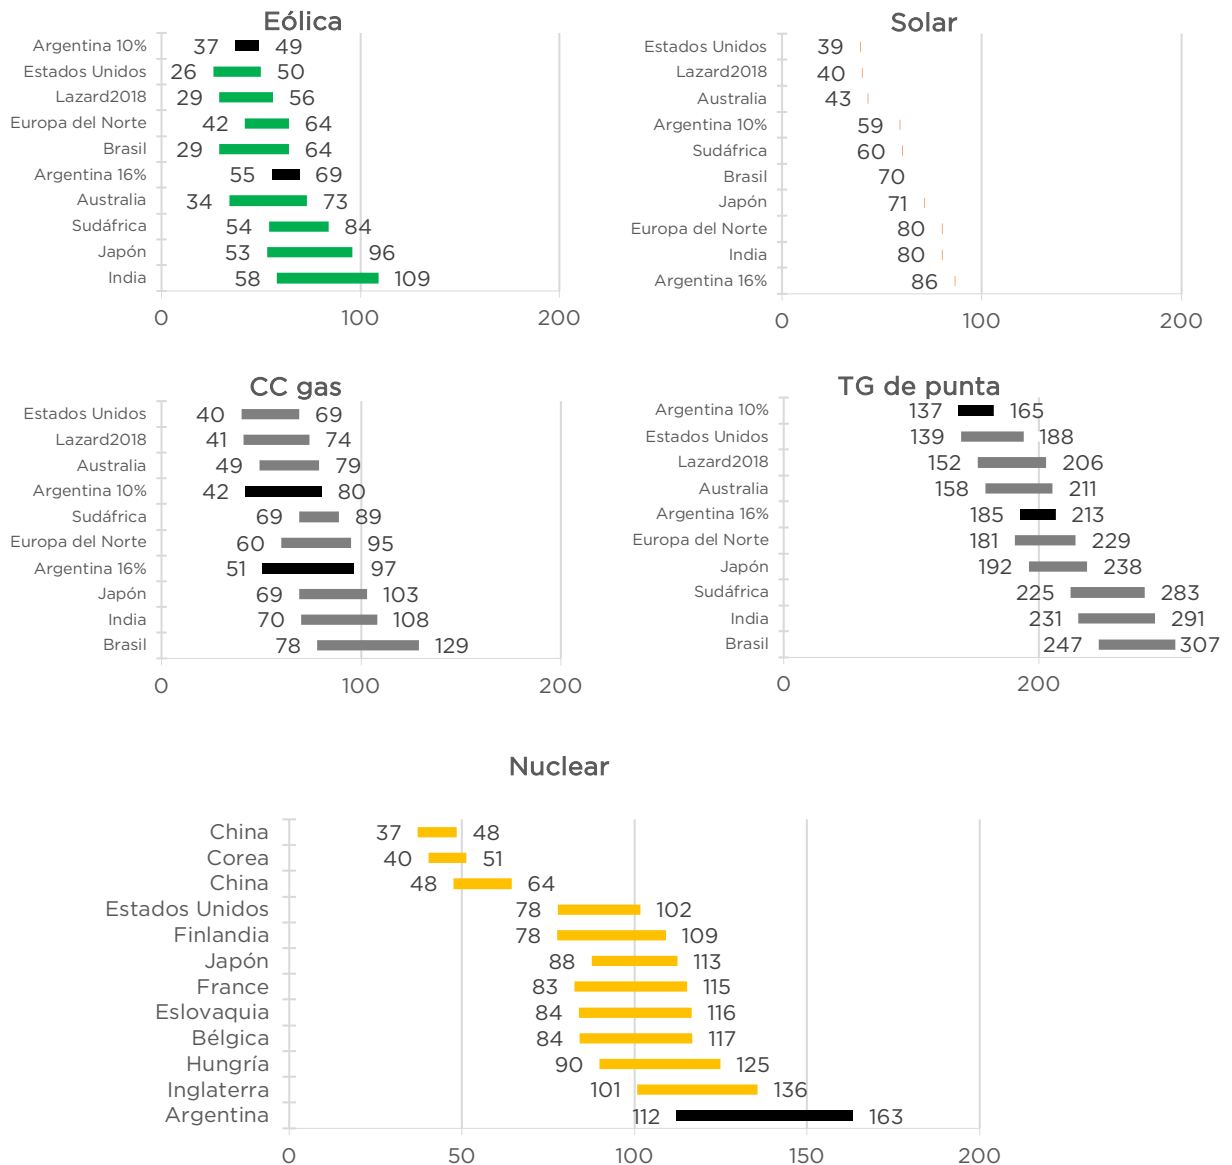 Eólica
Argentina 10% 37 49
Estados Unidos 26 50
Lazard2018 29 56
Europa del Norte 42 64
Brasil 29 64
Argentina 16% 55 69
Australia 34 73
Sudáfrica 54 84
Japón 53 96
India 58 109
0 100 200
Solar
Estados Unidos 39
Lazard2018 40
Australia 43
Argentina 10% 59
Sudáfrica 60
Brasil 70
Japón 71
Europa del Norte 80
India 80
Argentina 16% 86
0 100 200
CC gas
Estados Unidos 40 69
Lazard2018 41 74
Australia 49 79
Argentina 10% 42 80
Sudáfrica 69 89
Europa del Norte 60 95
Argentina 16% 51 97
Japón 69 103
India 70 108
Brasil 78 129
0 100 200
TG de punta
Argentina 10% 137 165
Estados Unidos 139 188
Lazard2018 152 206
Australia 158 211
Argentina 16% 185 213
Europa del Norte 181 229
Japón 192 238
Sudáfrica 225 283
India 231 291
Brasil 247 307
0 200
Nuclear
China 37 48
Corea 40 51
China 48 64
Estados Unidos 78 102
Finlandia 78 109
Japón 88 113
France 83 115
Eslovaquia 84 116
Bélgica 84 117
Hungría 90 125
Inglaterra 101 136
Argentina 112 163
0 50 100 150 200